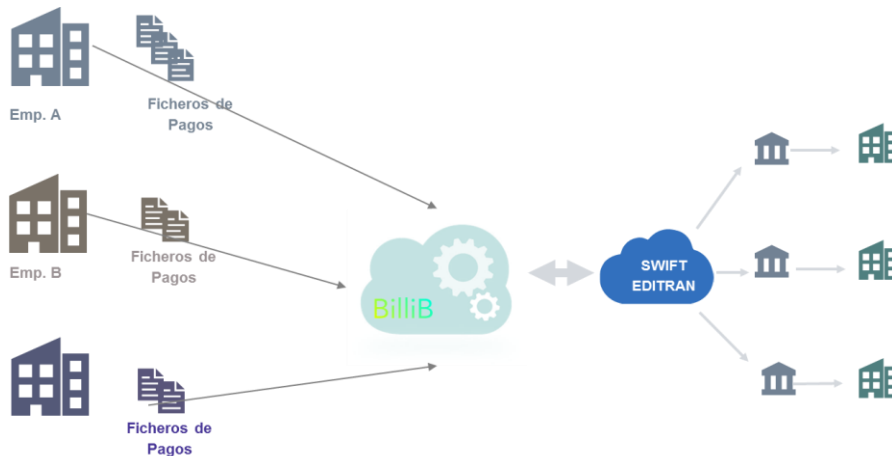 Emp. A
Ficheros de
Pagos
Emp. B
Ficheros de
Pagos
Ficheros de
Pagos
BilliB
SWIFT
EDITRAN